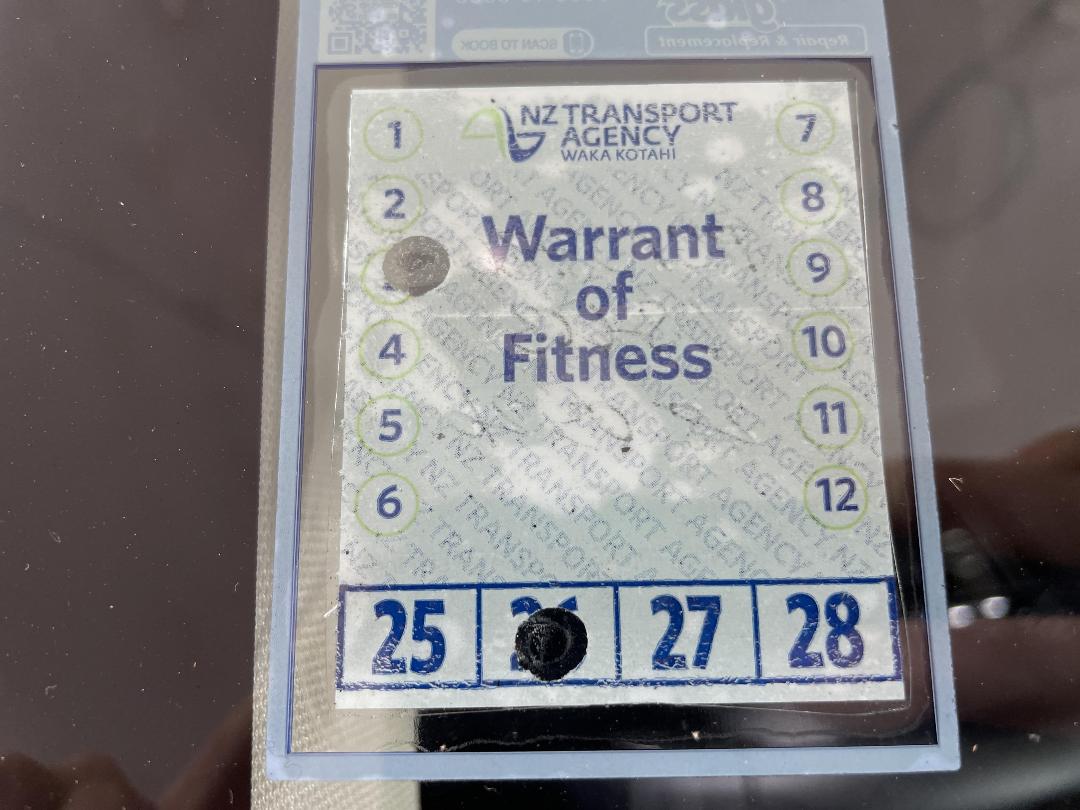 SCAN TO BOOK
Repair & Replacement
1
2
4
5
6
NZ TRANSPORT
AGENCY
WAKA KOTAHI
Warrant
of
Fitness
7
8
9
10
11
12
25
27
28